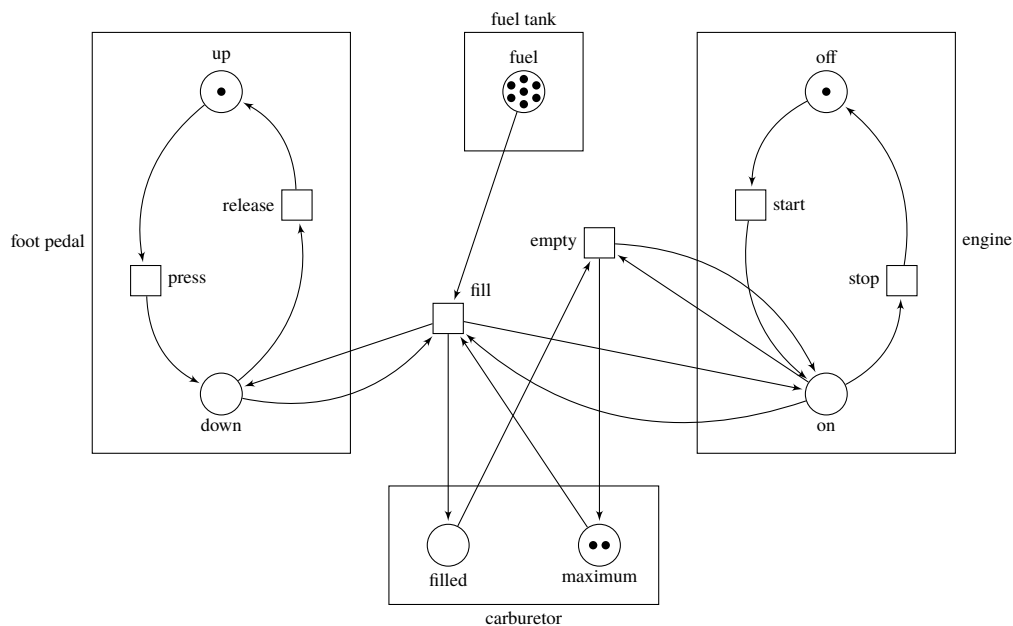 fuel tank
up
fuel
off
release
start
foot pedal
empty
engine
press
fill
stop
down
on
filled
maximum
carburetor